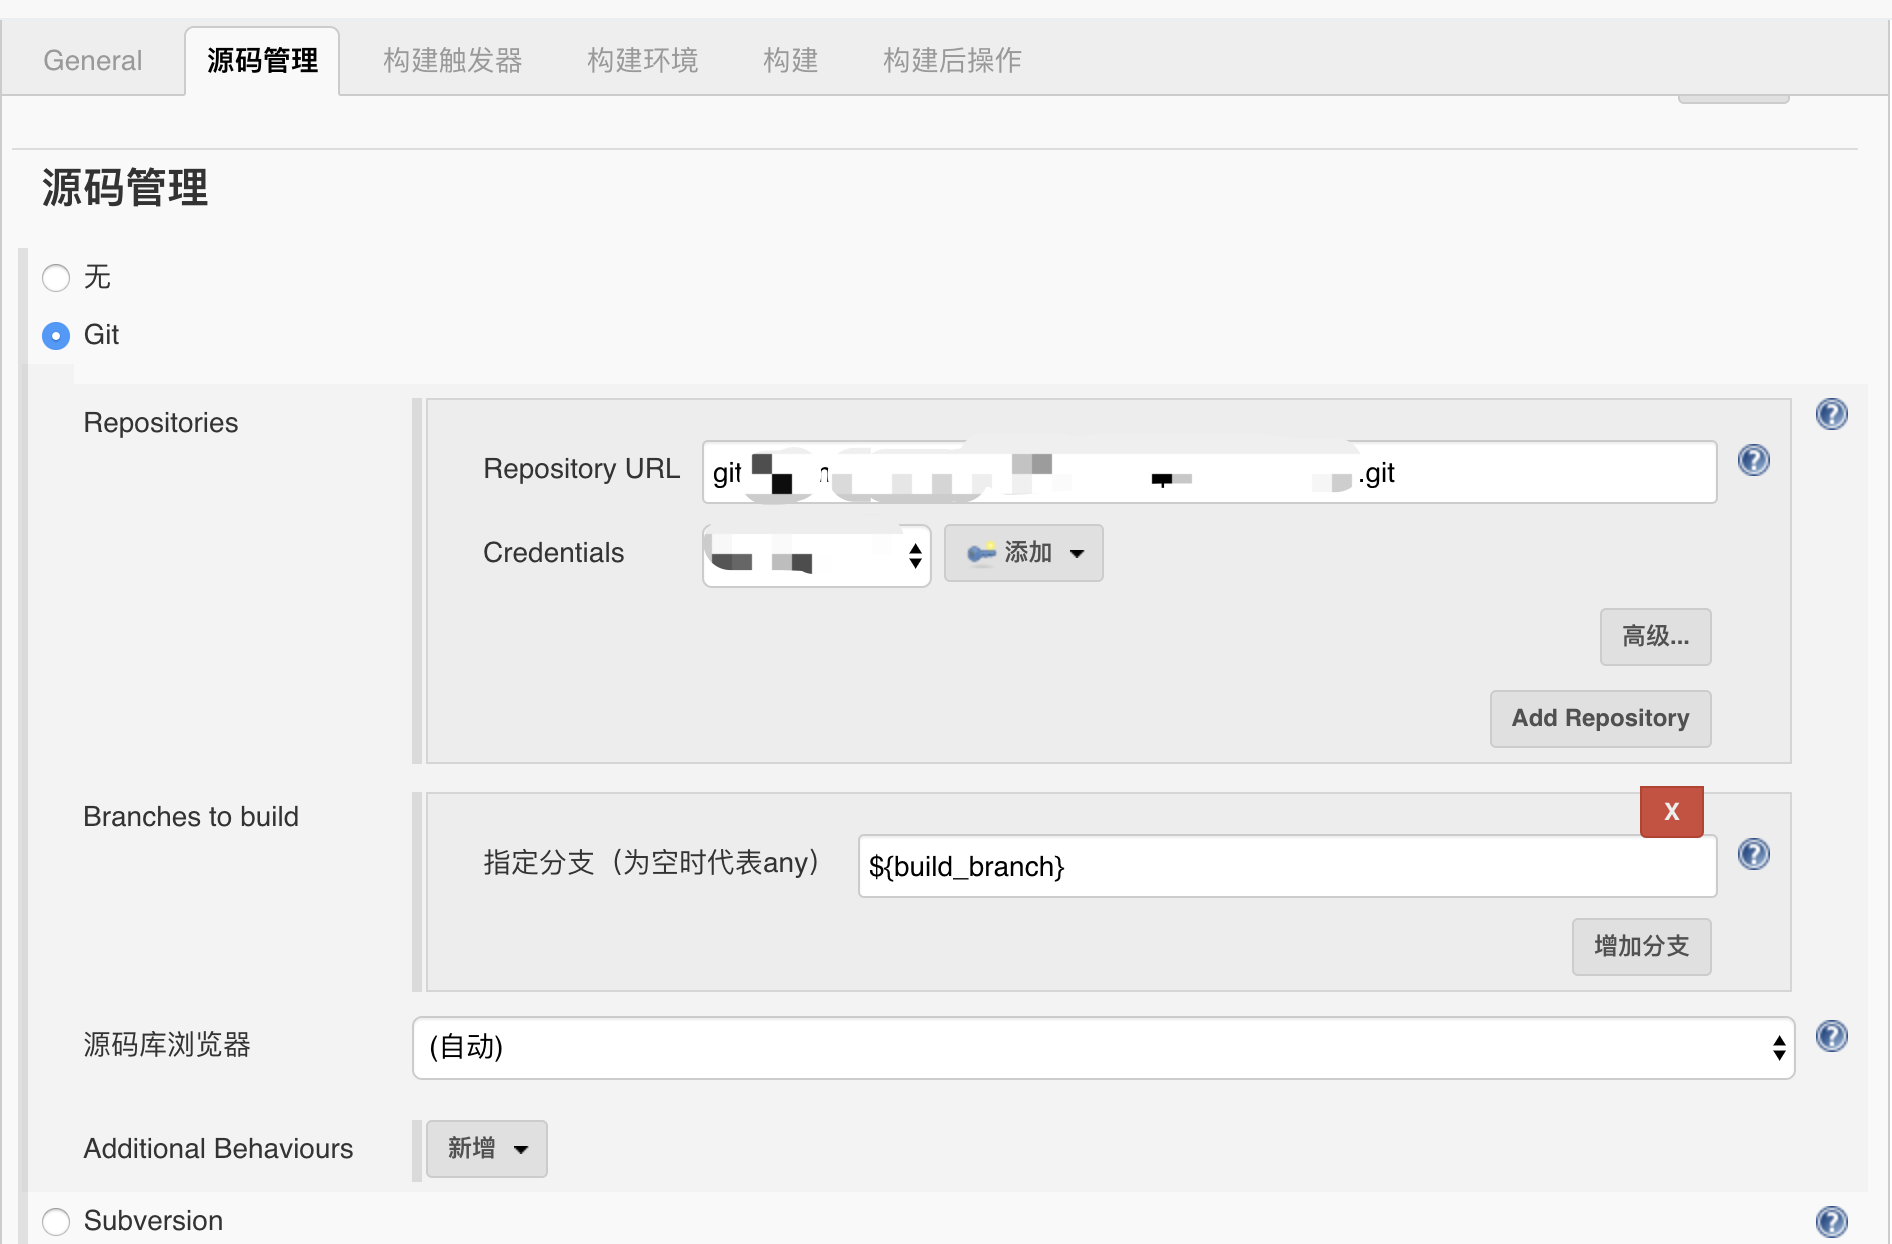 General 源码管理 构建触发器 构建环境 构建 构建后操作
源码管理
无
Git
Repositories
Repository URL git .git
Credentials 添加
高级...
Add Repository
Branches to build
X
指定分支（为空时代表any） ${build_branch}
增加分支
源码库浏览器 (自动)
Additional Behaviours 新增
Subversion